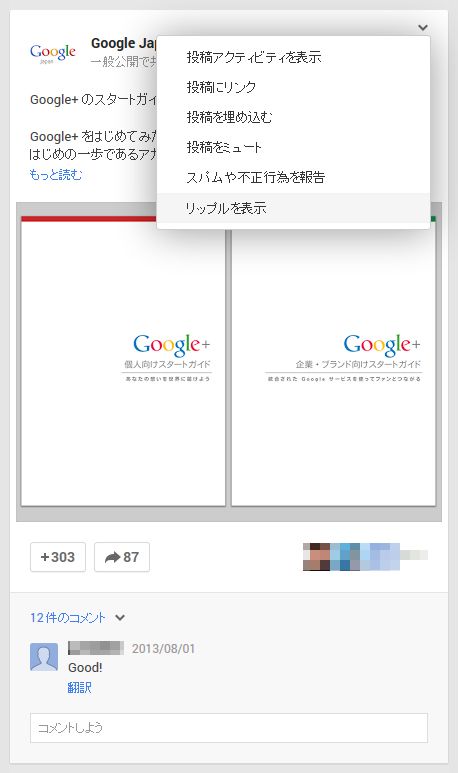 Google
Japan
Google Jap
一般公開で共
投稿アクティビティを表示
投稿にリンク
投稿を埋め込む
投稿をミュート
スパムや不正行為を報告
リップルを表示
Google+ のスタートガイ
Google+ をはじめてみた
はじめの一歩であるアカ
もっと読む
Google+
個人向けスタートガイド
あなたの想いを世界に届けよう
Google+
企業・ブランド向けスタートガイド
統合された Google サービスを使ってファンとつながる
+303
87
12 件のコメント
2013/08/01
Good!
翻訳
コメントしよう